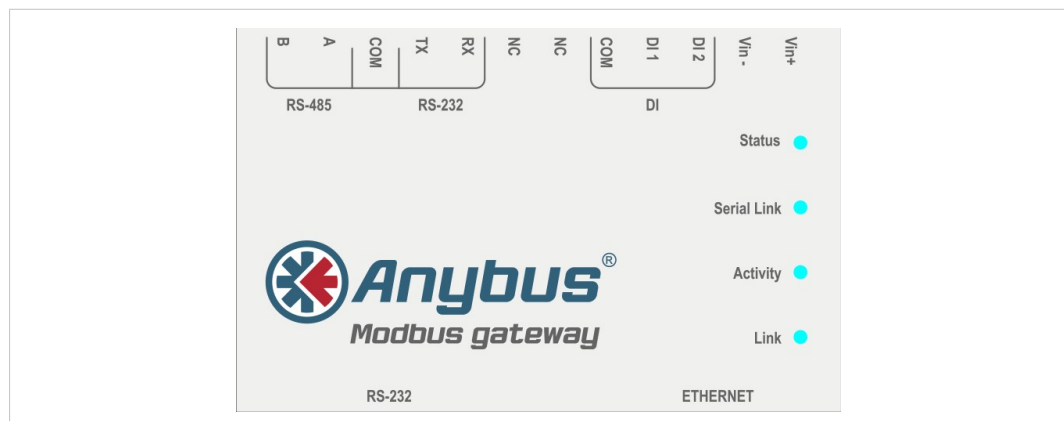 B A COM TX RX NC NC COM DI 1 DI 2 Vin - Vin+
RS-485 RS-232 DI
Status
Serial Link
Activity
Link
Anybus®
Modbus gateway
RS-232 ETHERNET